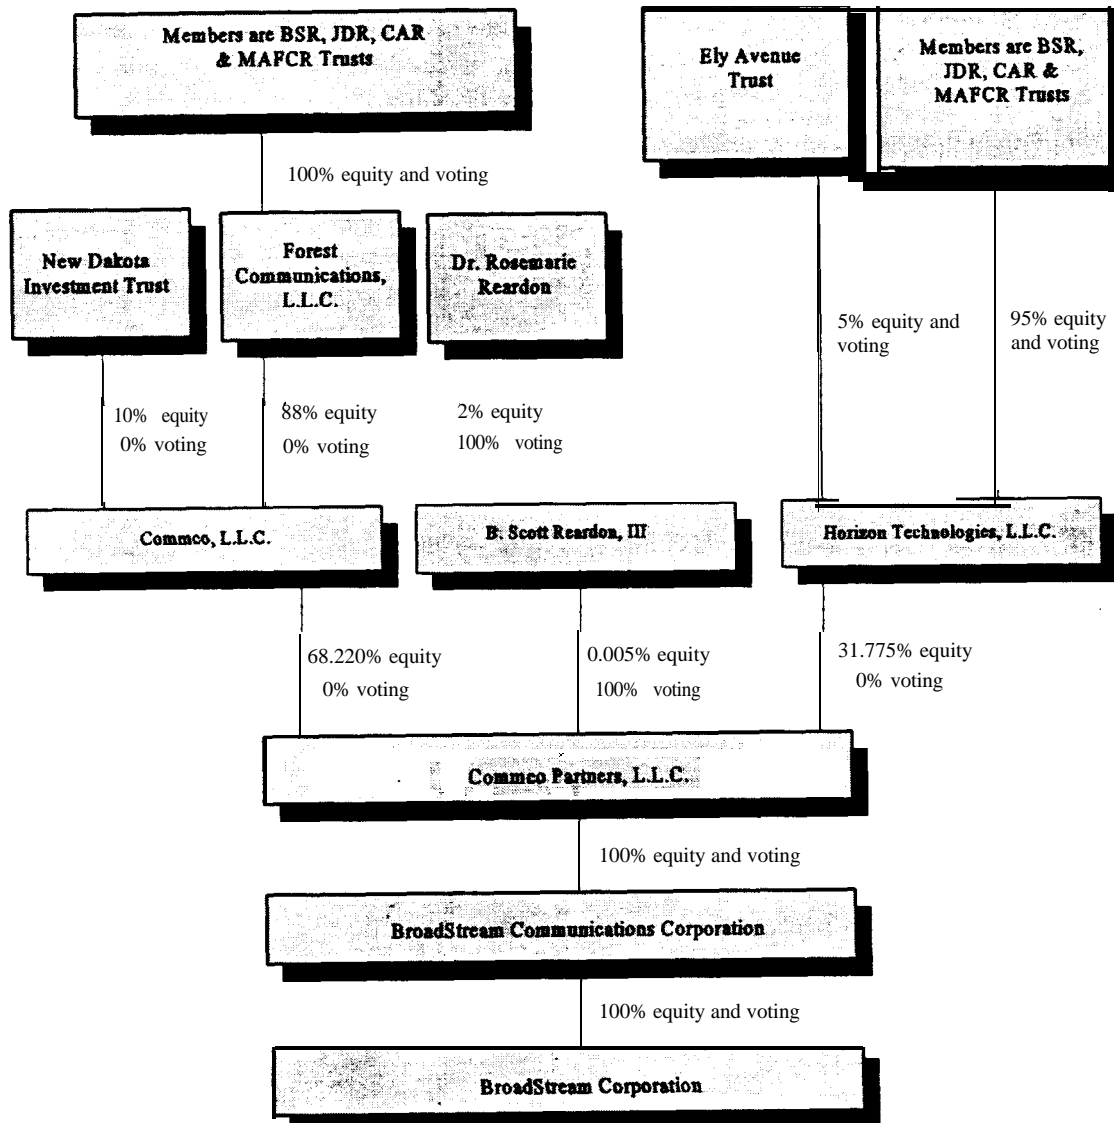 Members are BSR, JDR, CAR
& MAFCR Trusts
Ely Avenue
Trust
Members are BSR,
JDR, CAR &
MAFCR Trusts
100% equity and voting
New Dakota
Investment Trust
Forest
Communications,
L.L.C.
Dr. Rosemarie
Reardon
5% equity and
voting
95% equity
and voting
10% equity
0% voting
88% equity
0% voting
2% equity
100% voting
Commco, L.L.C.
B. Scott Reardon, III
Horizon Technologies, L.L.C.
68.220% equity
0% voting
0.005% equity
100% voting
31.775% equity
0% voting
Commco Partners, L.L.C.
100% equity and voting
BroadStream Communications Corporation
100% equity and voting
BroadStream Corporation